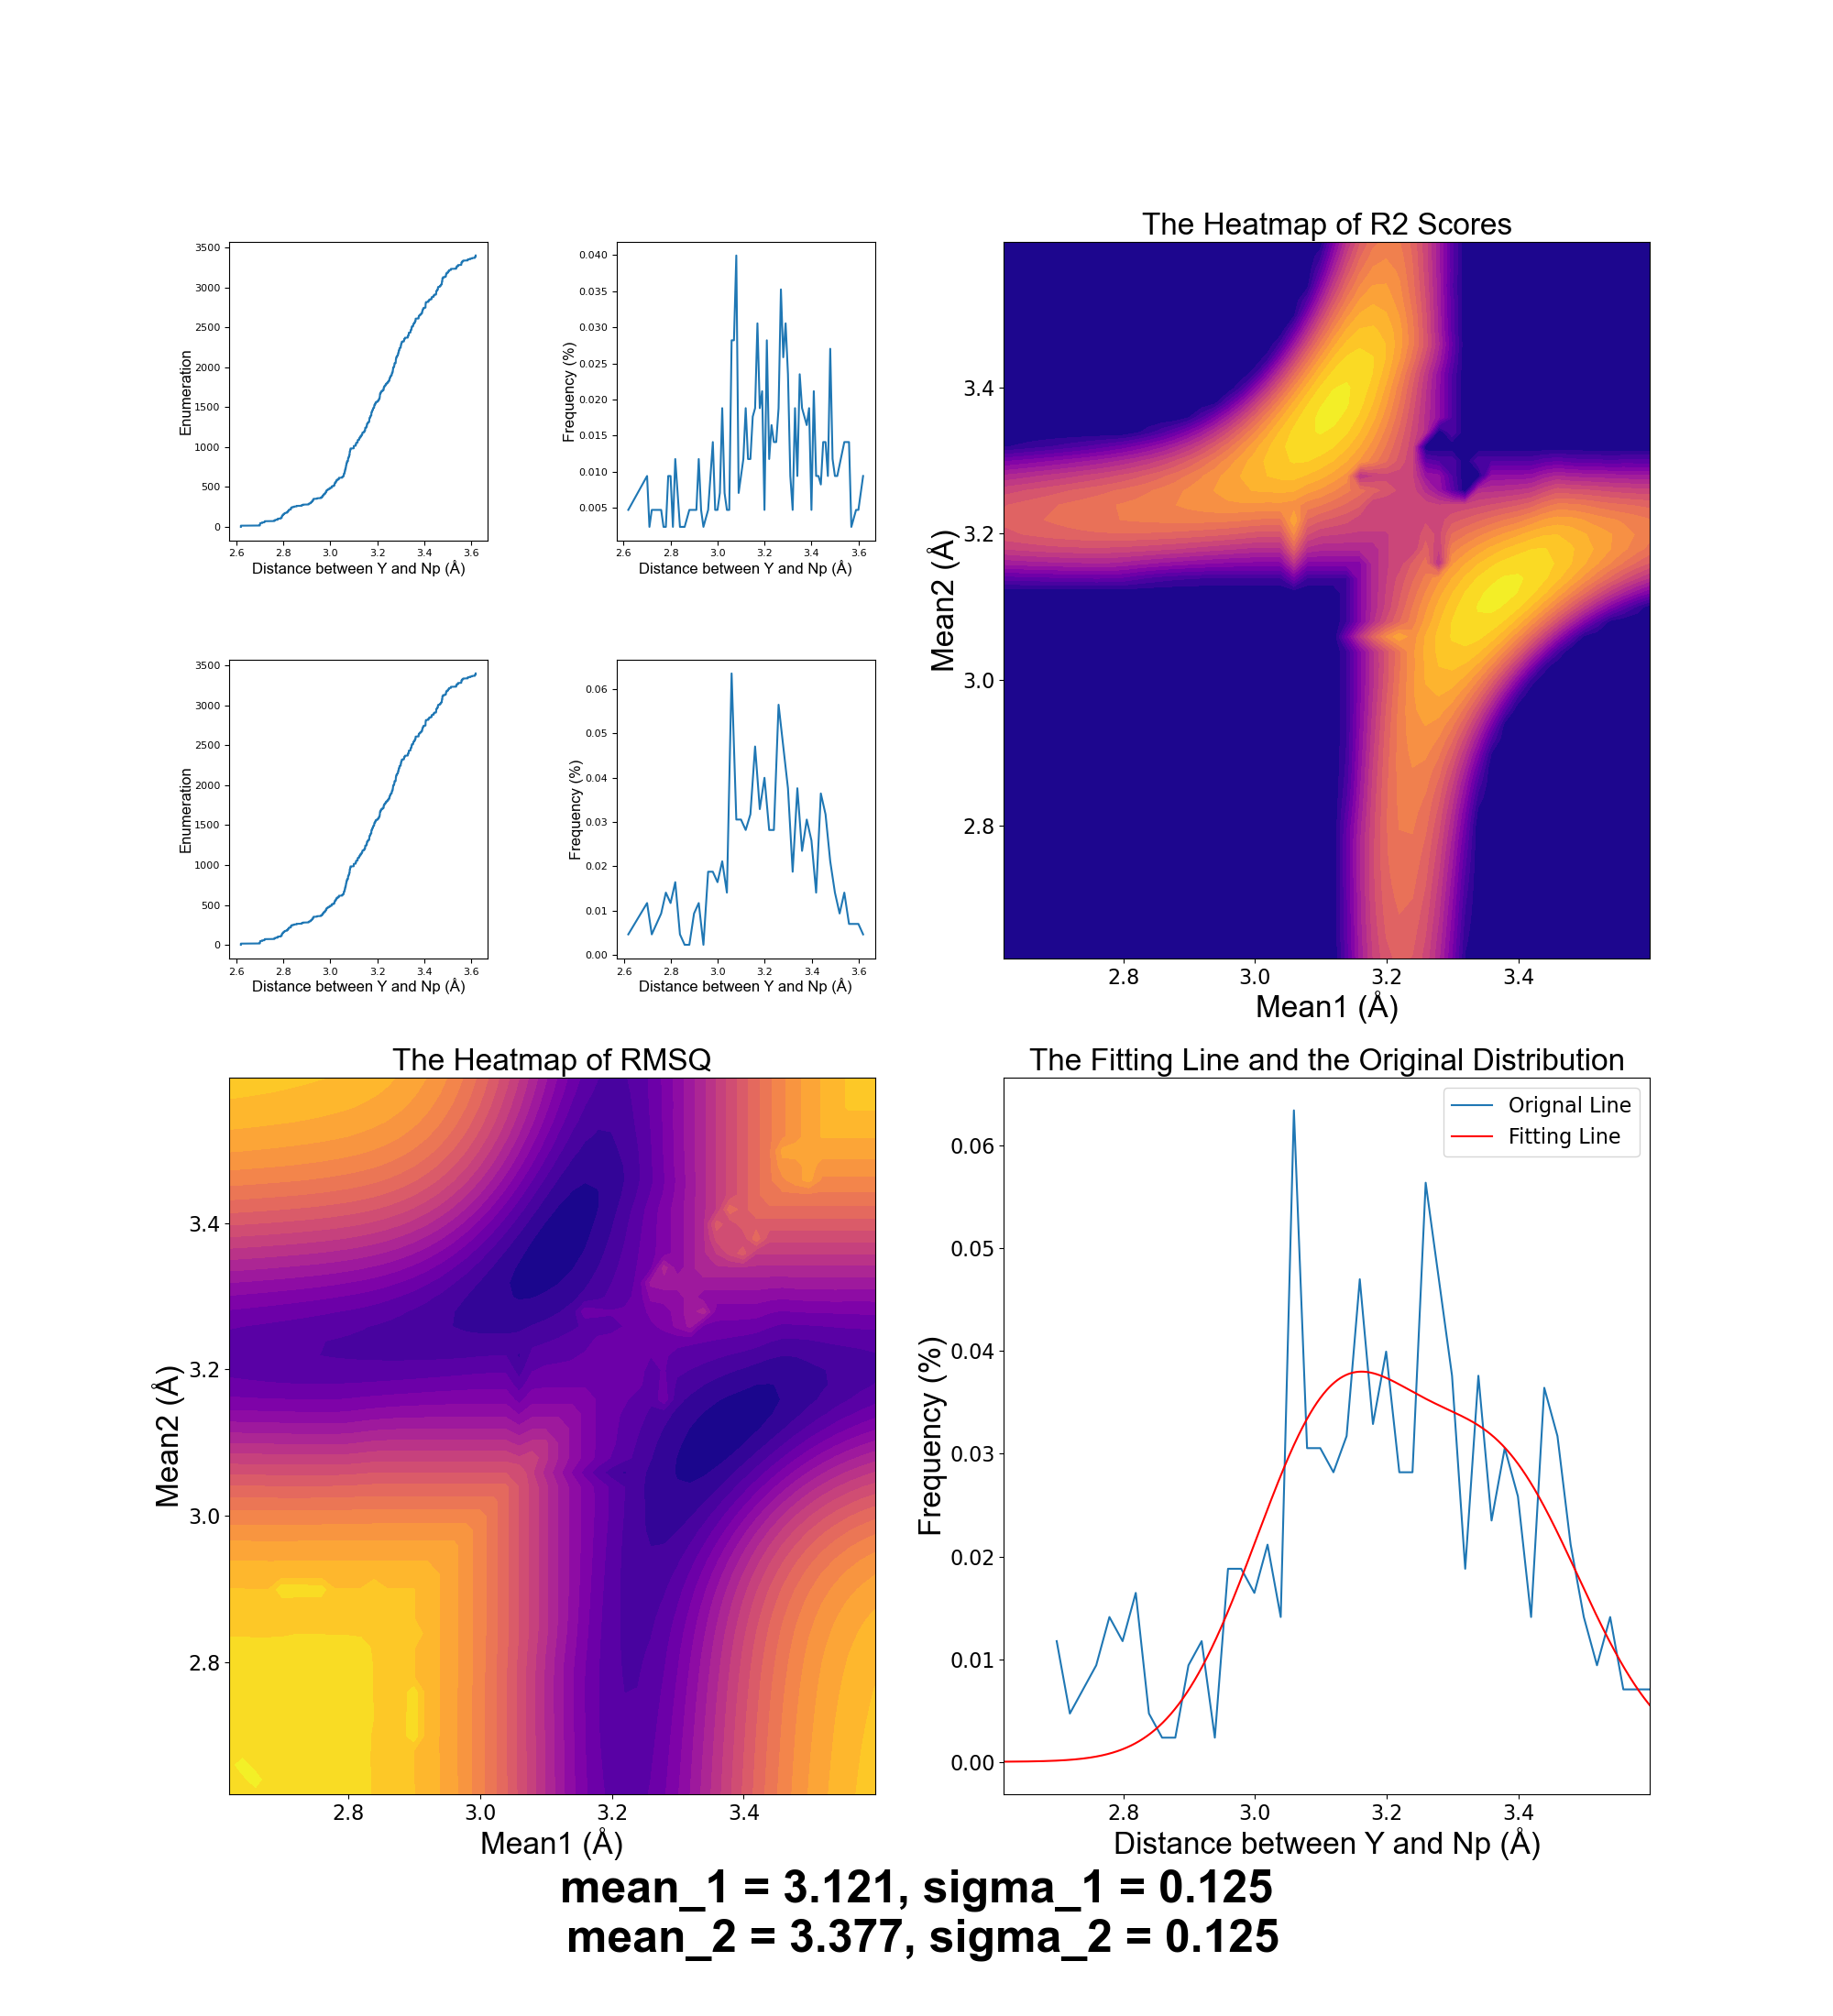 The Heatmap of R2 Scores
3500
3000
2500
2000
1500
1000
500
0
Enumeration
2.6 2.8 3.0 3.2 3.4 3.6
Distance between Y and Np (Å)
0.040
0.035
0.030
0.025
0.020
0.015
0.010
0.005
Frequency (%)
2.6 2.8 3.0 3.2 3.4 3.6
Distance between Y and Np (Å)
3500
3000
2500
2000
1500
1000
500
0
Enumeration
2.6 2.8 3.0 3.2 3.4 3.6
Distance between Y and Np (Å)
0.06
0.05
0.04
0.03
0.02
0.01
0.00
Frequency (%)
2.6 2.8 3.0 3.2 3.4 3.6
Distance between Y and Np (Å)
3.4
3.2
3.0
2.8
Mean2 (Å)
2.8 3.0 3.2 3.4
Mean1 (Å)
The Heatmap of RMSQ
3.4
3.2
3.0
2.8
Mean2 (Å)
2.8 3.0 3.2 3.4
Mean1 (Å)
The Fitting Line and the Original Distribution
Orignal Line
Fitting Line
0.06
0.05
0.04
0.03
0.02
0.01
0.00
Frequency (%)
2.8 3.0 3.2 3.4
Distance between Y and Np (Å)
mean_1 = 3.121, sigma_1 = 0.125
mean_2 = 3.377, sigma_2 = 0.125